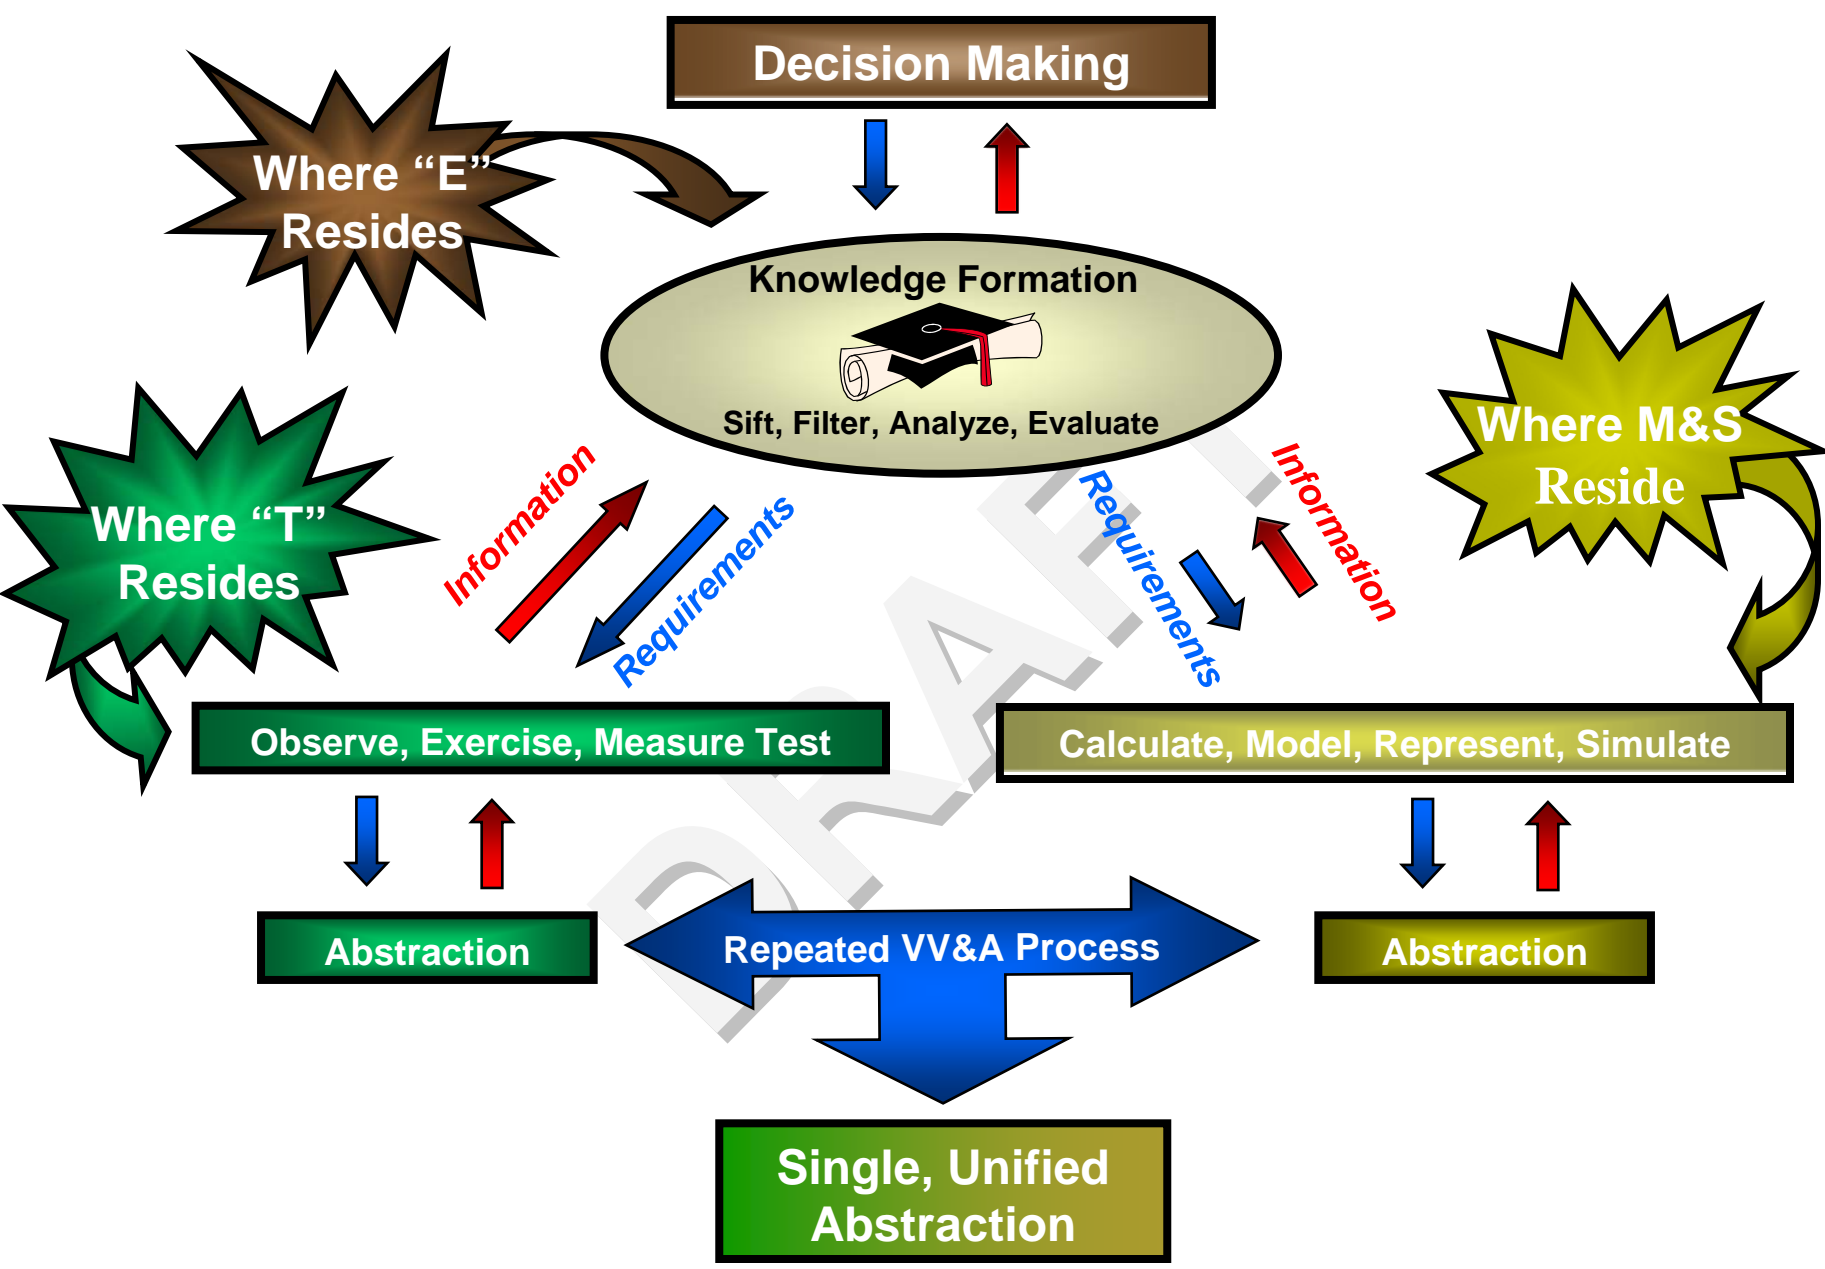 Decision Making
Where “E”
Resides
Knowledge Formation
Sift, Filter, Analyze, Evaluate
Where M&S
Reside
Where “T”
Resides
Information
Requirements
Requirements
Information
Observe, Exercise, Measure Test
Calculate, Model, Represent, Simulate
Abstraction
Repeated VV&A Process
Abstraction
Single, Unified
Abstraction
DRAFT